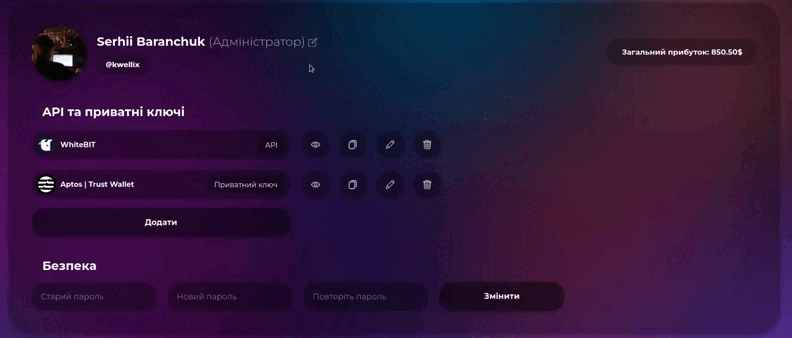 Serhii Baranchuk (Адміністратор)
@kwellix
Загальний прибуток: 850.50$
API та приватні ключі
WhiteBIT API
Aptos | Trust Wallet Приватний ключ
Додати
Безпека
Старий пароль Новий пароль Повторіть пароль Змінити